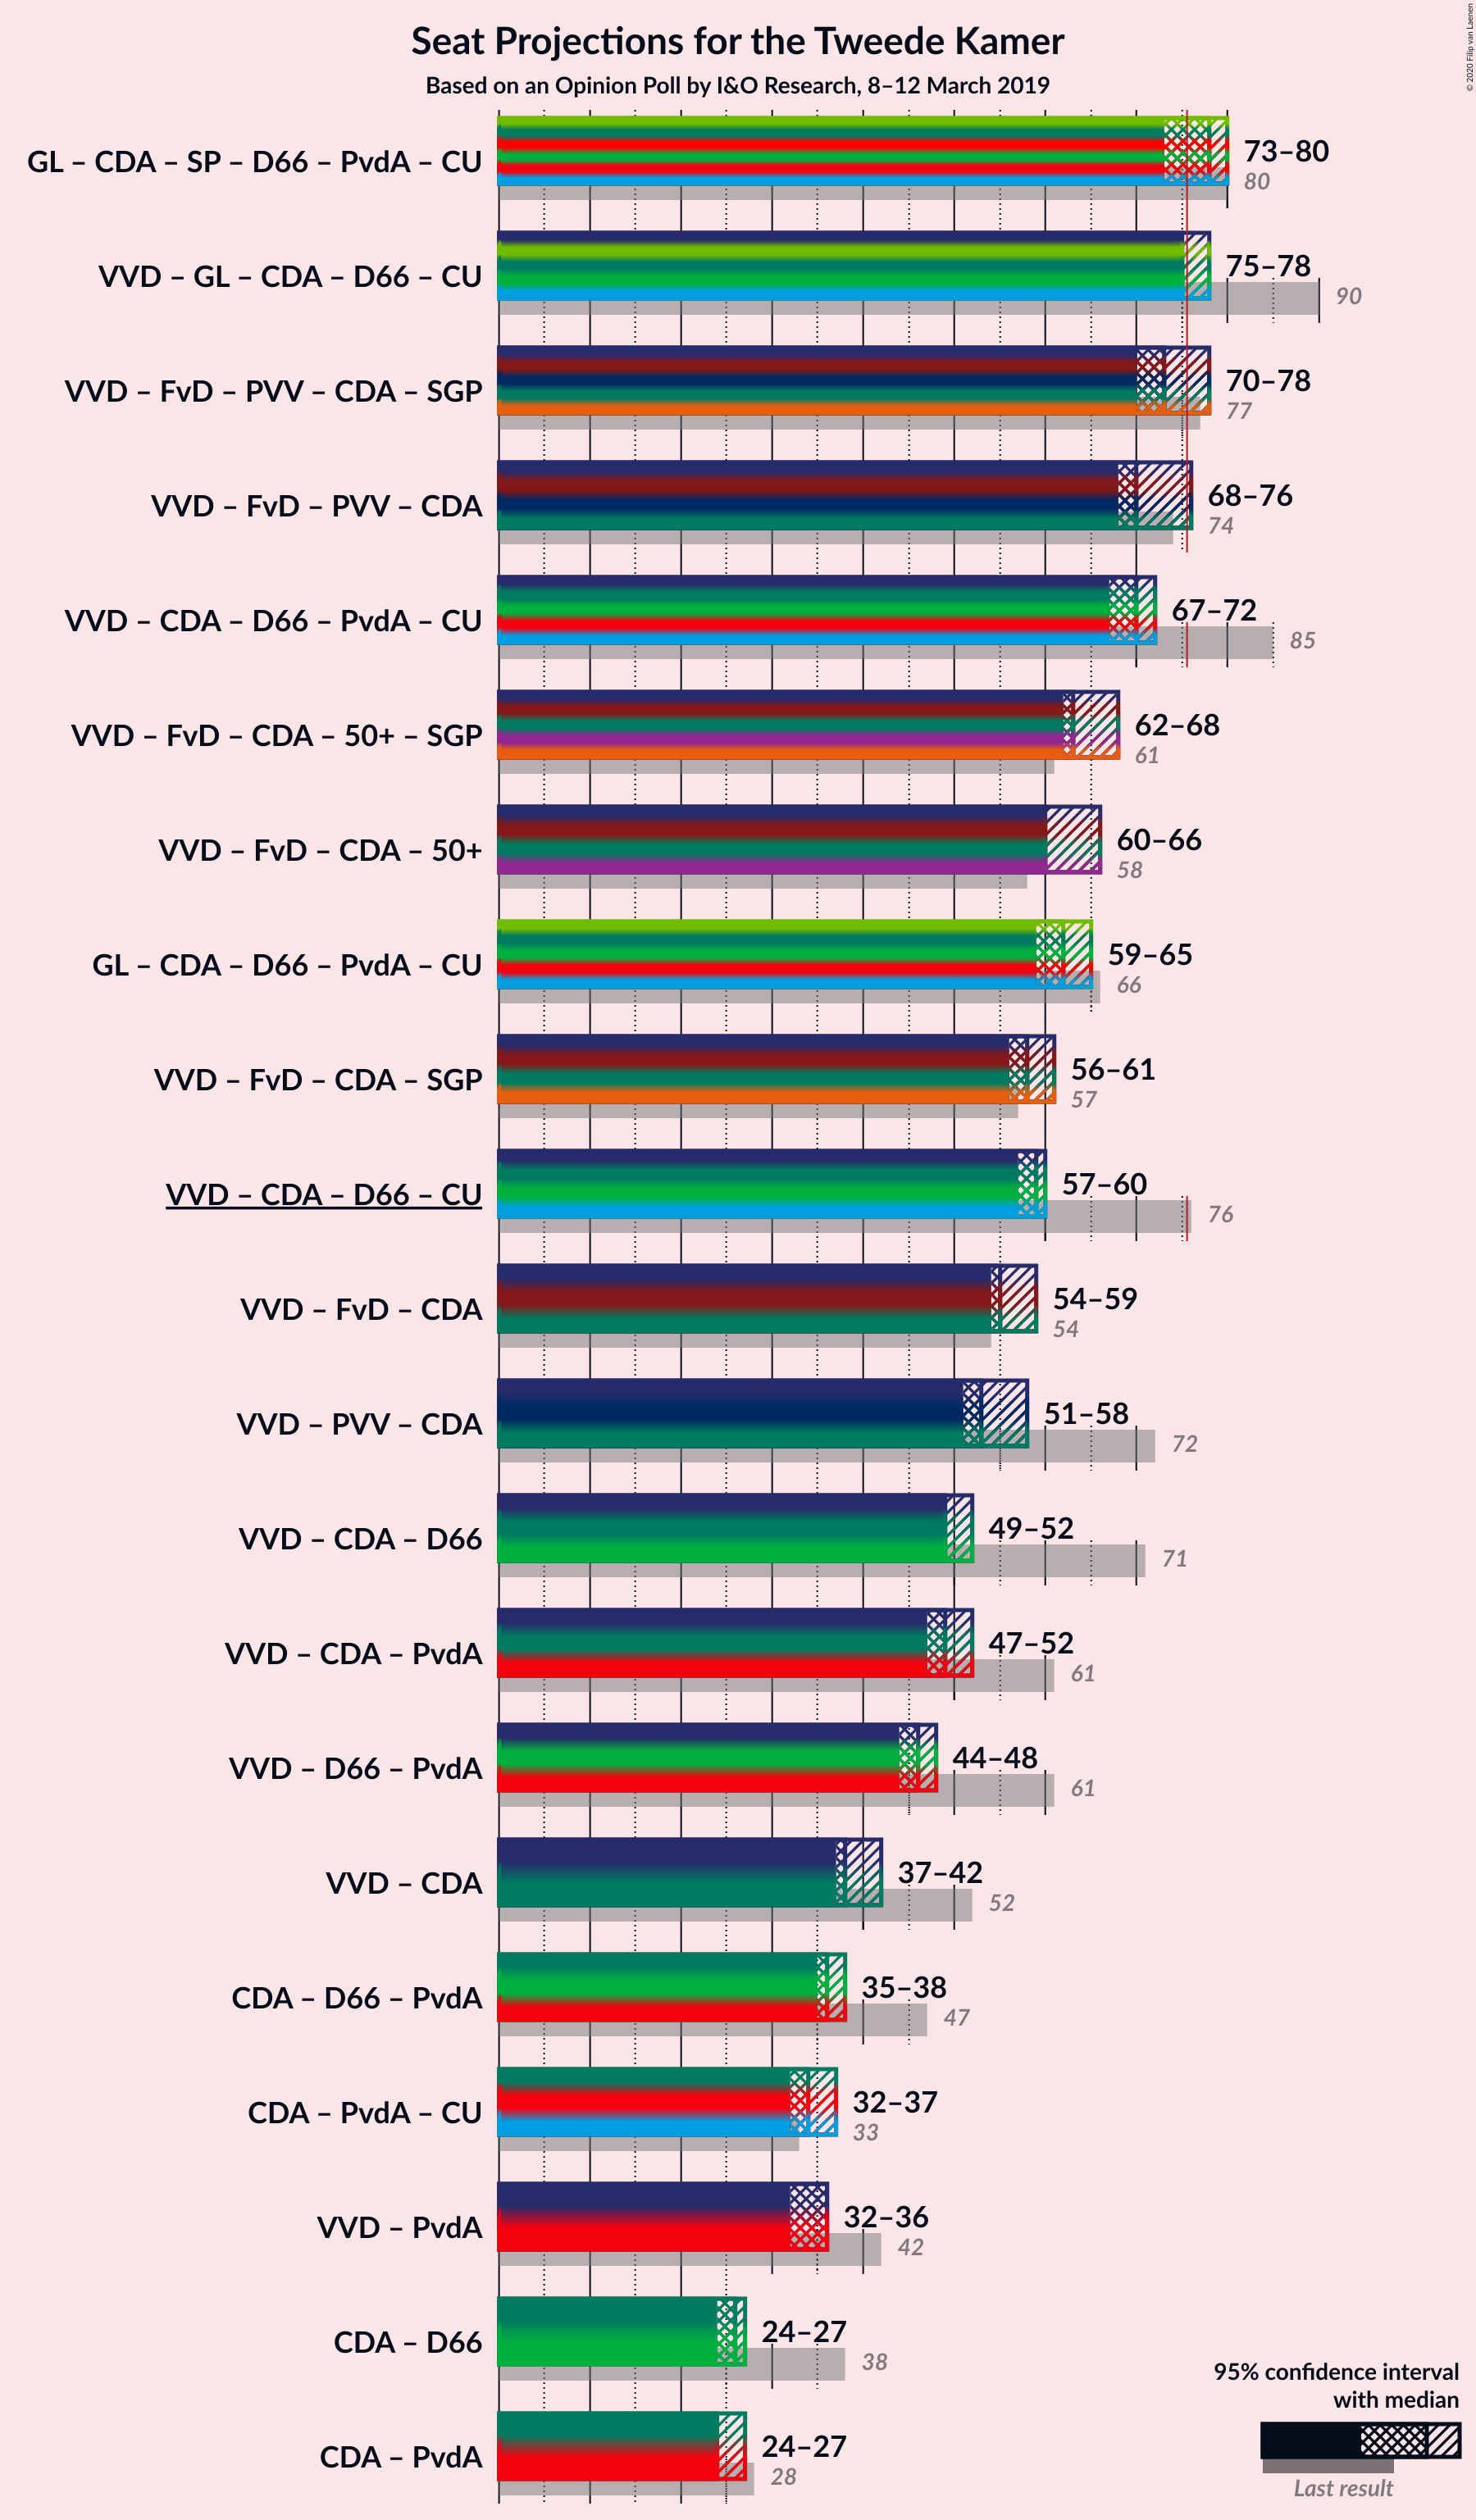 © 2020 Filip van Laenen
Seat Projections for the Tweede Kamer
Based on an Opinion Poll by I&O Research, 8–12 March 2019
GL – CDA – SP – D66 – PvdA – CU
73–80
80
VVD – GL – CDA – D66 – CU
75–78
90
VVD – FvD – PVV – CDA – SGP
70–78
77
VVD – FvD – PVV – CDA
68–76
74
VVD – CDA – D66 – PvdA – CU
67–72
85
VVD – FvD – CDA – 50+ – SGP
62–68
61
VVD – FvD – CDA – 50+
60–66
58
GL – CDA – D66 – PvdA – CU
59–65
66
VVD – FvD – CDA – SGP
56–61
57
VVD – CDA – D66 – CU
57–60
76
VVD – FvD – CDA
54–59
54
VVD – PVV – CDA
51–58
72
VVD – CDA – D66
49–52
71
VVD – CDA – PvdA
47–52
61
VVD – D66 – PvdA
44–48
61
VVD – CDA
37–42
52
CDA – D66 – PvdA
35–38
47
CDA – PvdA – CU
32–37
33
VVD – PvdA
32–36
42
CDA – D66
24–27
38
CDA – PvdA
24–27
28
95% confidence interval
with median
Last result